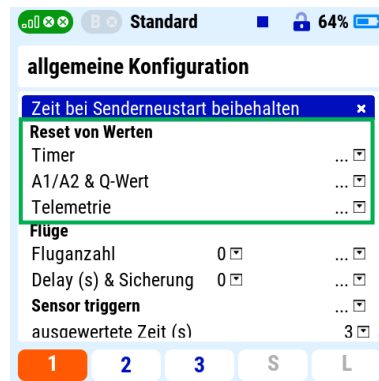 B Standard 64%
allgemeine Konfiguration
Zeit bei Senderneustart beibehalten ×
Reset von Werten
Timer ...
A1/A2 & Q-Wert ...
Telemetrie ...
Flüge
Fluganzahl 0 ...
Delay (s) & Sicherung 0 ...
Sensor triggern ...
ausgewertete Zeit (s) 3
1 2 3 S L